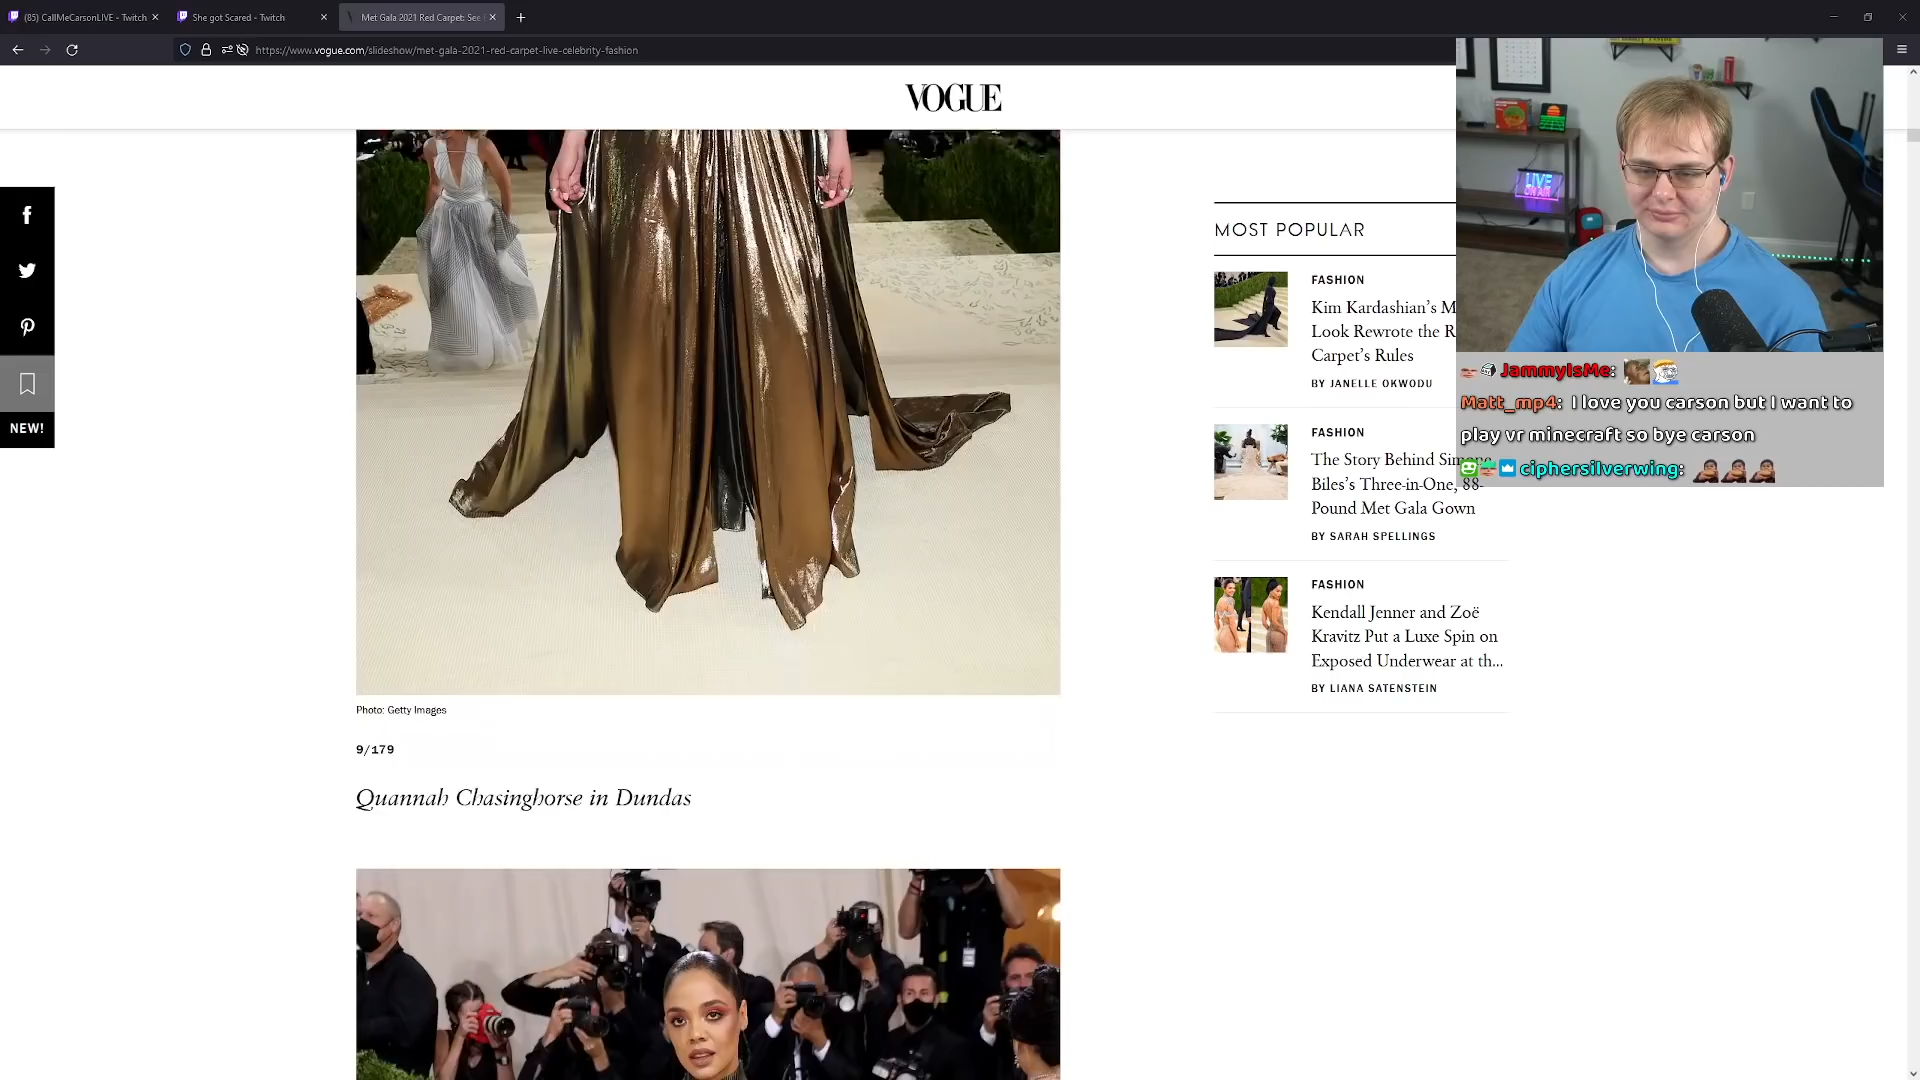 (85) CallMeCarsonLIVE - Twitch
She got Scared - Twitch
Met Gala 2021 Red Carpet: See
https://www.vogue.com/slideshow/met-gala-2021-red-carpet-live-celebrity-fashion
VOGUE
NEW!
Photo: Getty Images
9/179
Quannah Chasinghorse in Dundas
MOST POPULAR
FASHION
Kim Kardashian's M
Look Rewrote the R
Carpet's Rules
BY JANELLE OKWODU
FASHION
The Story Behind Simone
Biles's Three-in-One, 88-
Pound Met Gala Gown
BY SARAH SPELLINGS
FASHION
Kendall Jenner and Zoë
Kravitz Put a Luxe Spin on
Exposed Underwear at th...
BY LIANA SATENSTEIN
LIVE
ON AIR
JammyIsMe:
Matt_mp4: I love you carson but I want to
play vr minecraft so bye carson
ciphersilverwing: